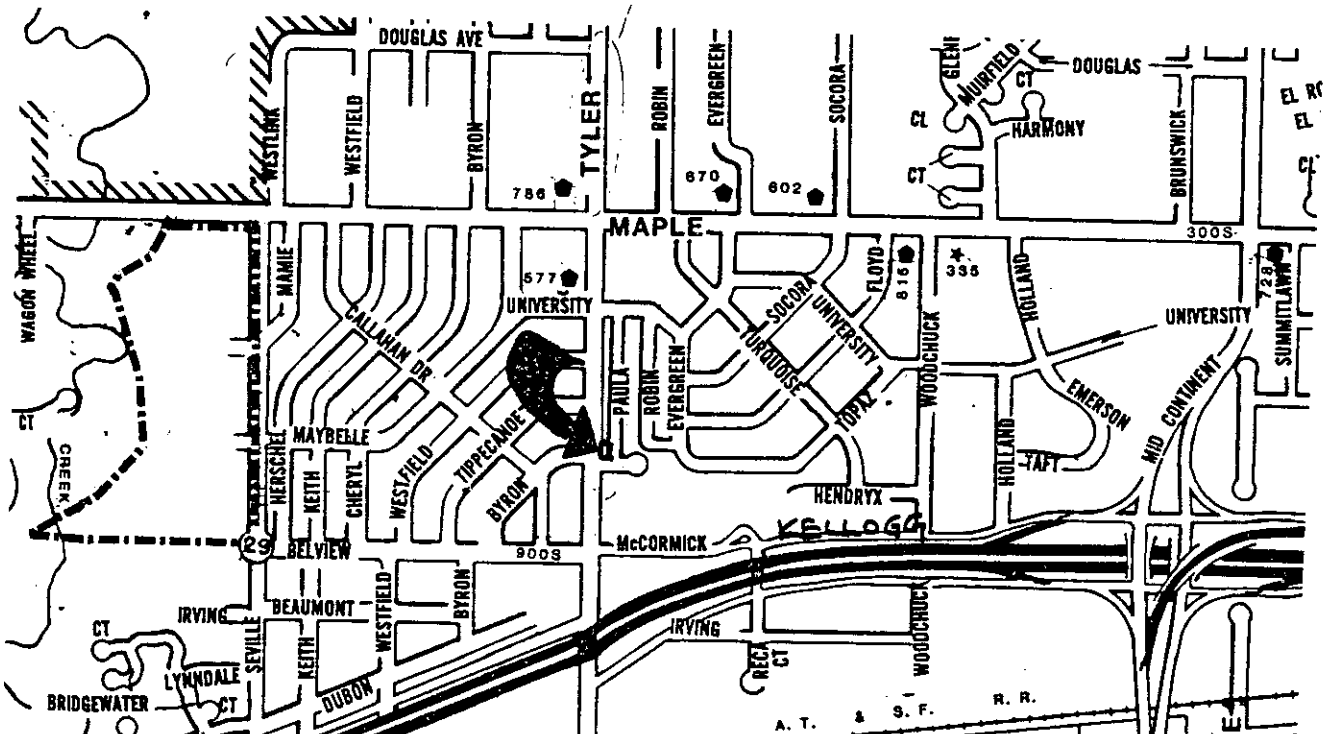 DOUGLAS AVE
WESTLINK
WESTFIELD
BYRON
TYLER
ROBIN
EVERGREEN
SOCORA
MUIRFIELD
CT
DOUGLAS
CL
HARMONY
CT
BRUNSWICK
EL
786
670
602
MAPLE
300S
WAGON WHEEL
MAMIE
577
UNIVERSITY
CALLAHAN DR
SOCORA
UNIVERSITY
TURQUOISE
FLOYD
815
335
HOLLAND
728
SUMMITLAWN
UNIVERSITY
PAULA
ROBIN
EVERGREEN
TOPAZ
WOODCHUCK
EMERSON
MID CONTIMENT
CT
CREEK
HERSCHEL
MAYBELLE
KEITH
CHERYL
WESTFIELD
TIPPECANOE
BYRON
HOLLAND
TAFT
HENDRYX
KELLOGG
29
BELVIEW
900S
McCORMICK
IRVING
BEAUMONT
WESTFIELD
BYRON
CT
SEVILLE
KEITH
IRVING
RECA CT
WOODCHUCK
LYNNDALE
BRIDGEWATER
CT
DUBON
A. T. & S. F. R. R.